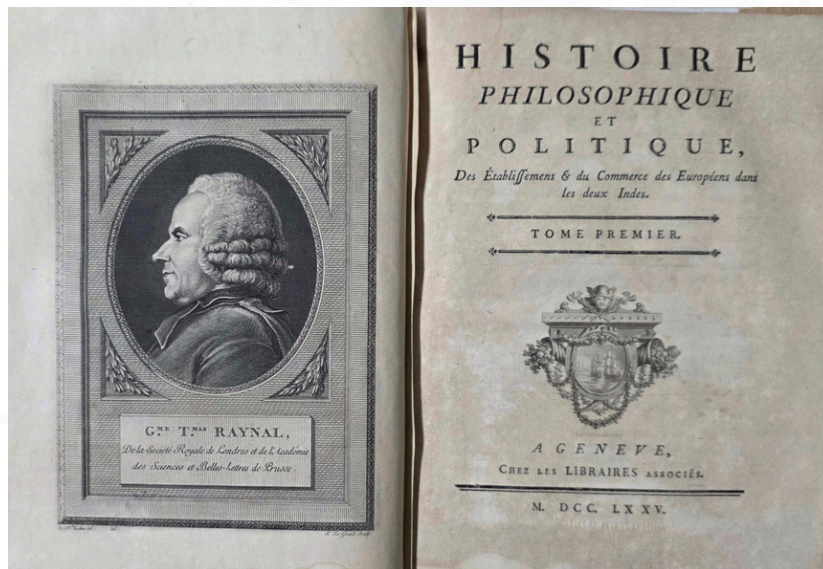 G.ME T.MAS RAYNAL,
De la Société Royale de Londres et de l'Académie
des Sciences et Belles-Lettres de Prusse.
HISTOIRE
PHILOSOPHIQUE
ET
POLITIQUE,
Des Établissemens & du Commerce des Européens dans
les deux Indes.
TOME PREMIER.
A GENEVE,
CHEZ LES LIBRAIRES ASSOCIÉS.
M. DCC. LXXV.